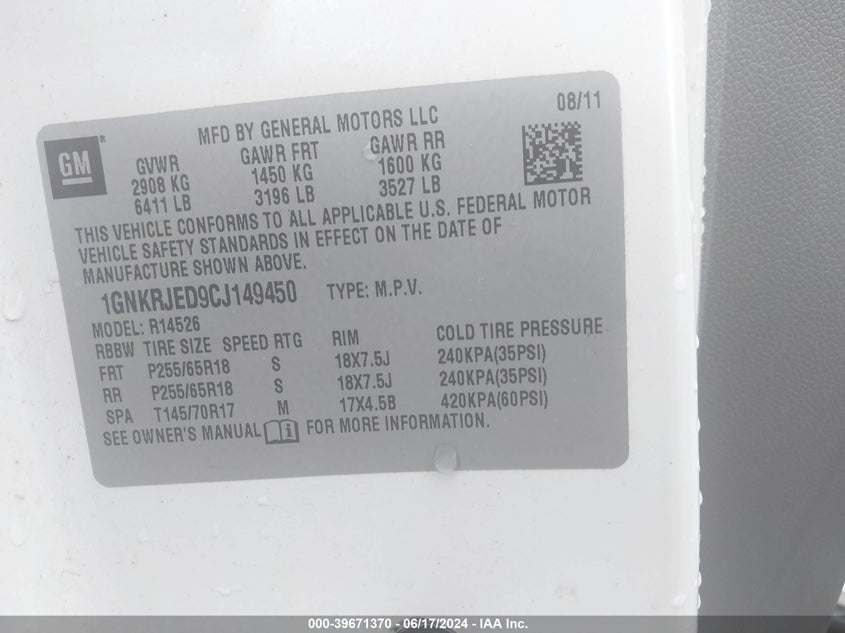 08/11
MFD BY GENERAL MOTORS LLC
GM®
GVWR GAWR FRT GAWR RR
2908 KG 1450 KG 1600 KG
6411 LB 3196 LB 3527 LB
THIS VEHICLE CONFORMS TO ALL APPLICABLE U.S. FEDERAL MOTOR
VEHICLE SAFETY STANDARDS IN EFFECT ON THE DATE OF
MANUFACTURE SHOWN ABOVE.
1GNKRJED9CJ149450 TYPE: M.P.V.
MODEL: R14526
RBBW TIRE SIZE SPEED RTG RIM COLD TIRE PRESSURE
FRT P255/65R18 S 18X7.5J 240KPA(35PSI)
RR P255/65R18 S 18X7.5J 240KPA(35PSI)
SPA T145/70R17 M 17X4.5B 420KPA(60PSI)
SEE OWNER'S MANUAL i FOR MORE INFORMATION.
000-39671370 - 06/17/2024 - IAA Inc.